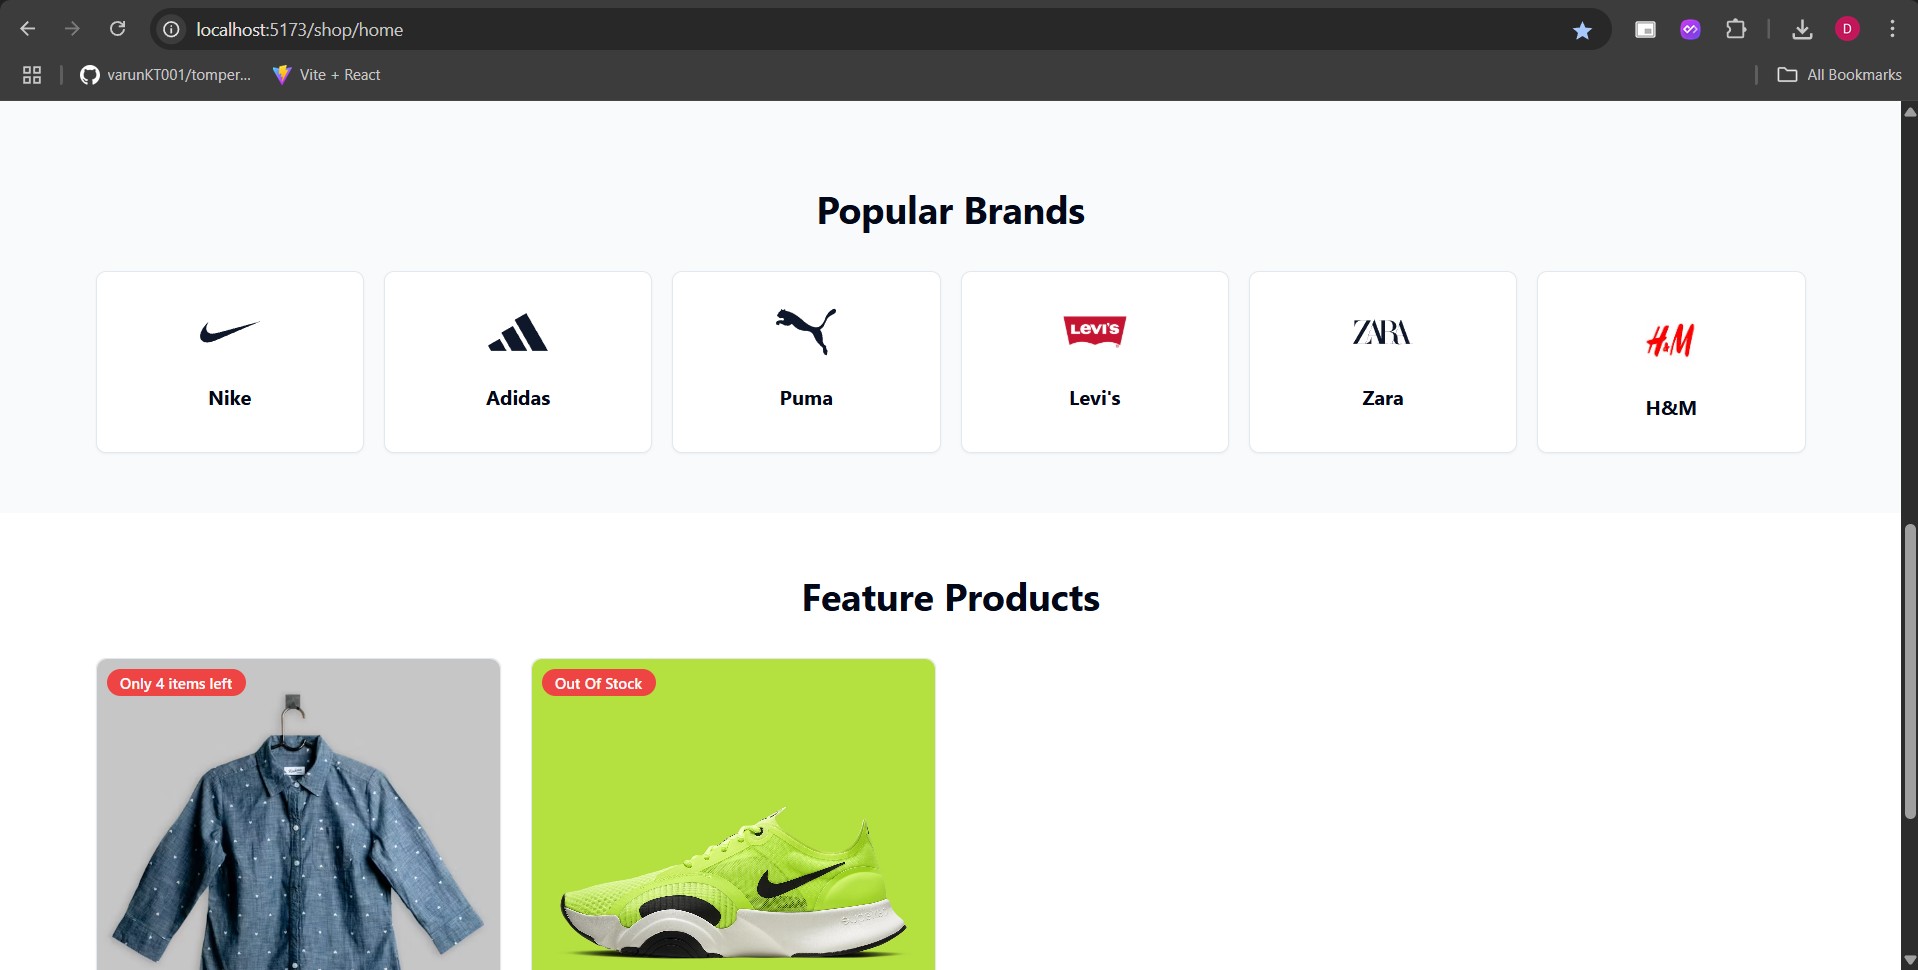 localhost:5173/shop/home
D
varunKT001/tomper...
Vite + React
All Bookmarks
Popular Brands
LEVI'S
ZARA
H&M
Nike
Adidas
Puma
Levi's
Zara
H&M
Feature Products
Only 4 items left
Out Of Stock